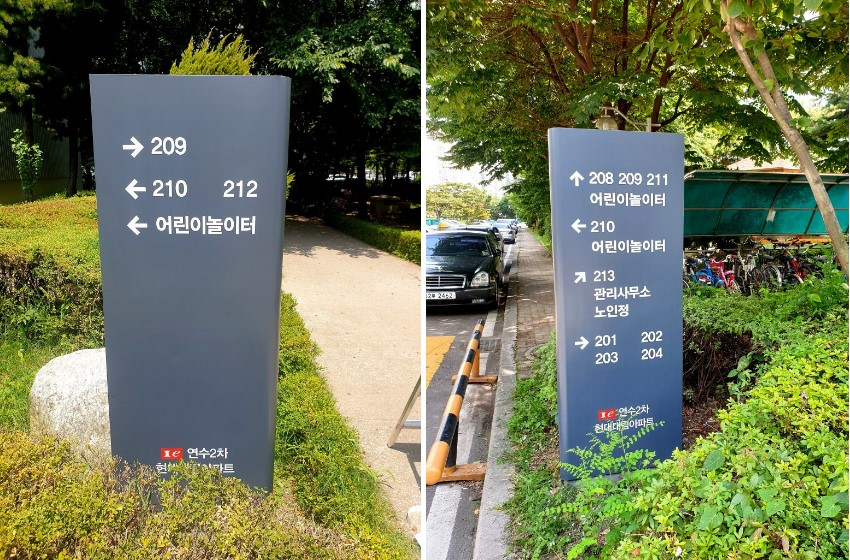 → 209
← 210 212
← 어린이놀이터
연수2차
↑ 208 209 211
어린이놀이터
← 210
어린이놀이터
↗ 213
관리사무소
노인정
→ 201 202
203 204
연수2차
현대대림아파트
2462